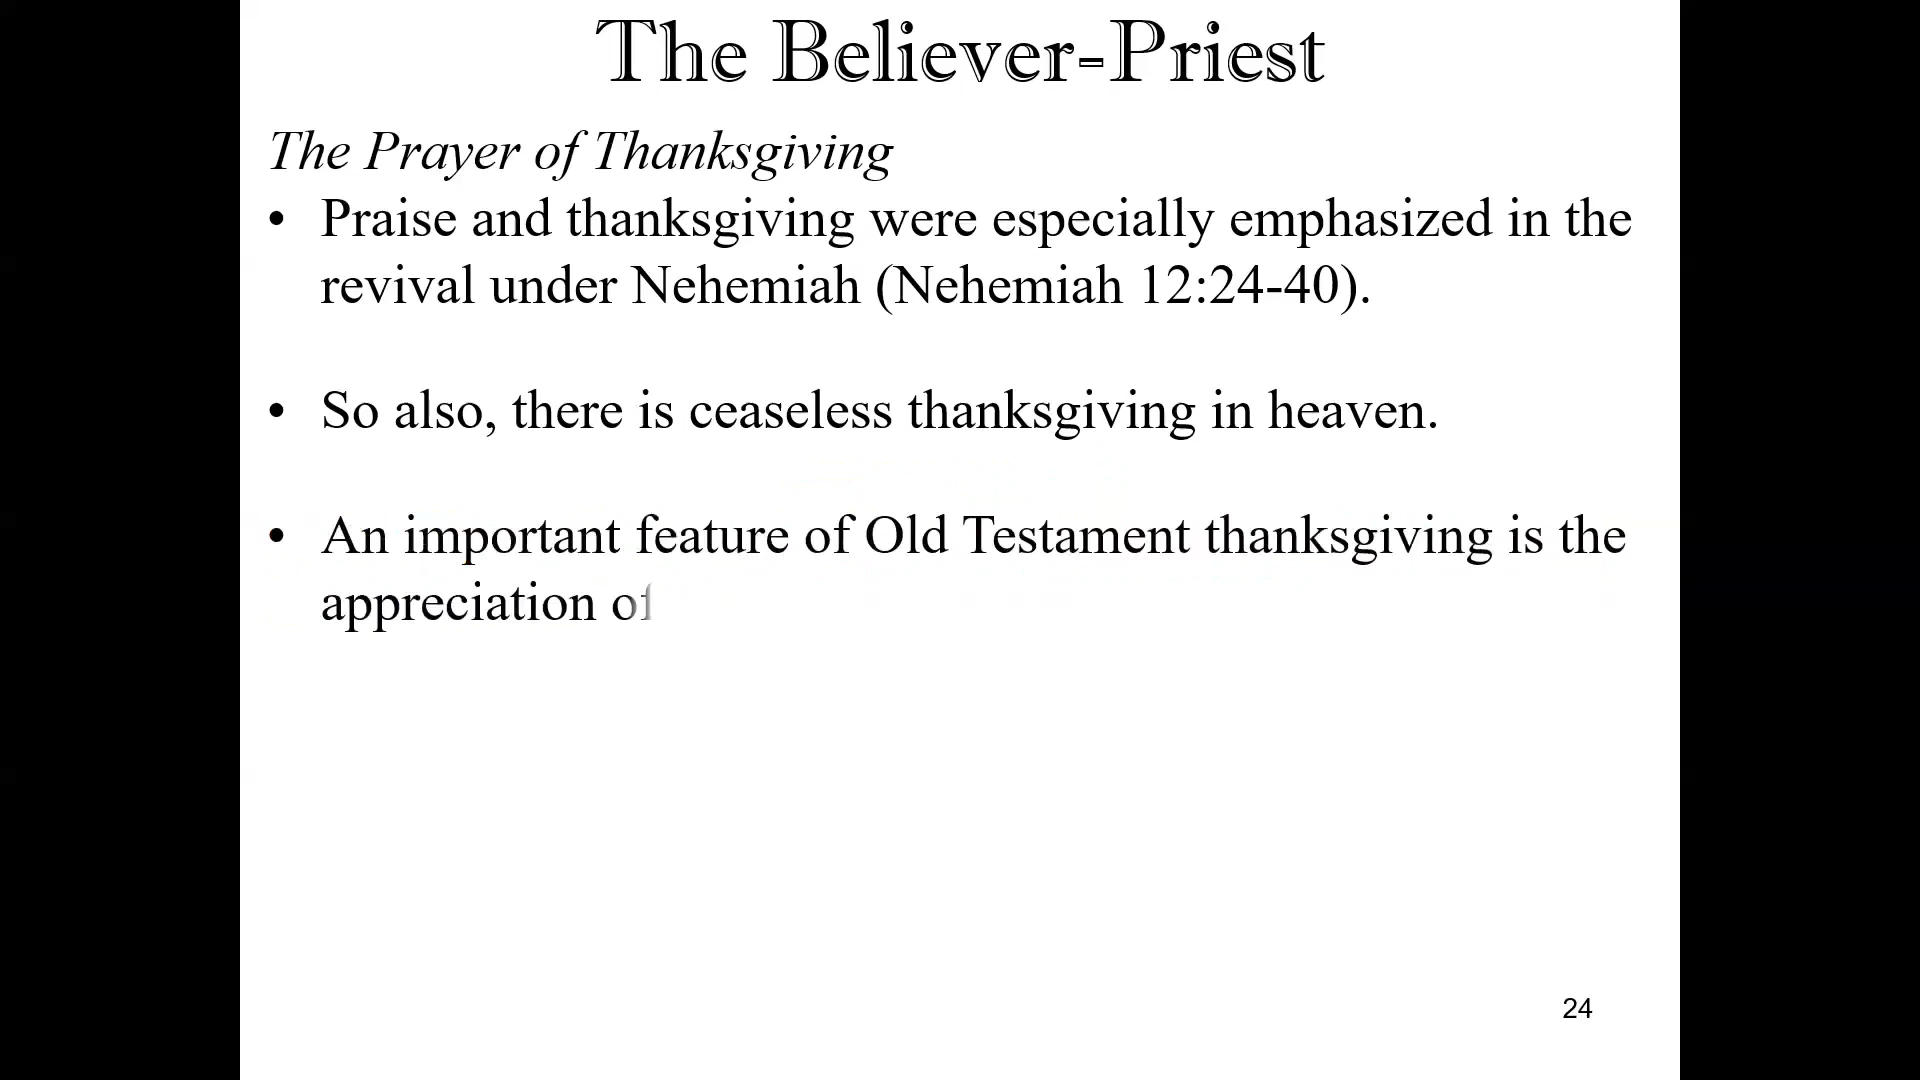 The Believer-Priest
The Prayer of Thanksgiving
• Praise and thanksgiving were especially emphasized in the
revival under Nehemiah (Nehemiah 12:24-40).
• So also, there is ceaseless thanksgiving in heaven.
• An important feature of Old Testament thanksgiving is the
appreciation of
24